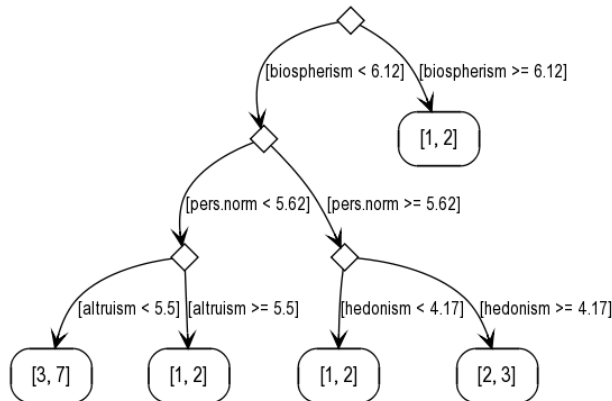 [biospherism < 6.12] [biospherism >= 6.12]
[1, 2]
[pers.norm < 5.62] [pers.norm >= 5.62]
[altruism < 5.5] [altruism >= 5.5] [hedonism < 4.17] [hedonism >= 4.17]
[3, 7] [1, 2] [1, 2] [2, 3]